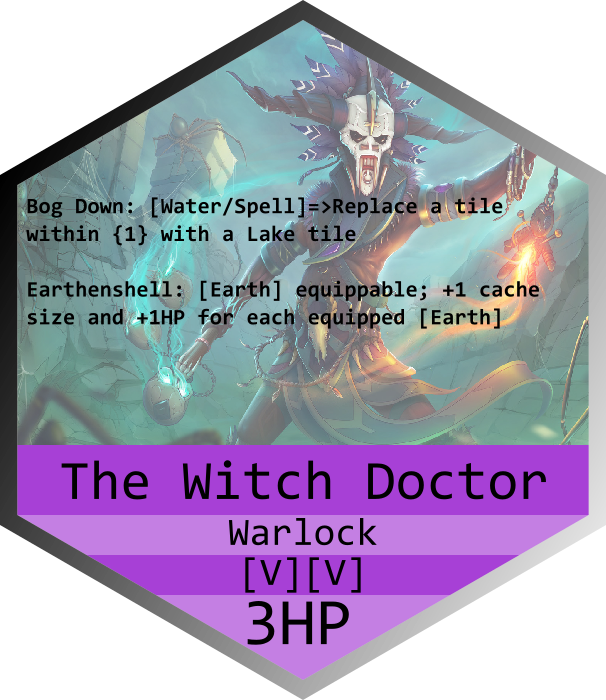 Bog Down: [Water/Spell]=>Replace a tile
within {1} with a Lake tile
Earthenshell: [Earth] equippable; +1 cache
size and +1HP for each equipped [Earth]
The Witch Doctor
Warlock
[V][V]
3HP